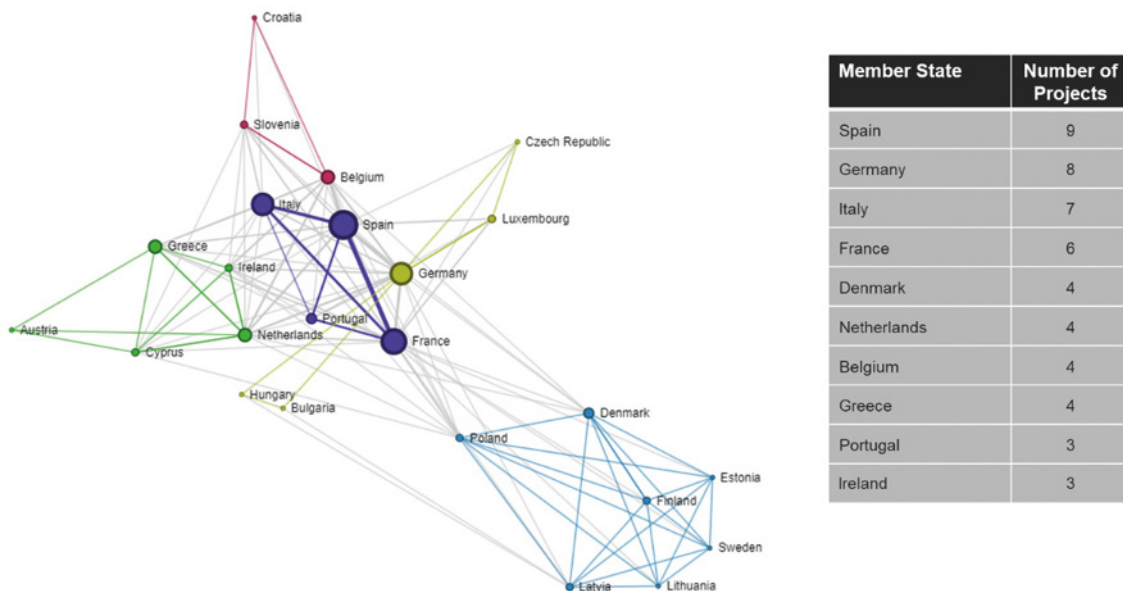 Croatia
Slovenia
Czech Republic
Belgium
Italy
Spain
Luxembourg
Greece
Ireland
Germany
Portugal
Austria
Netherlands
France
Cyprus
Hungary
Bulgaria
Denmark
Poland
Estonia
Finland
Sweden
Latvia
Lithuania
Member State Number of
Projects
Spain 9
Germany 8
Italy 7
France 6
Denmark 4
Netherlands 4
Belgium 4
Greece 4
Portugal 3
Ireland 3